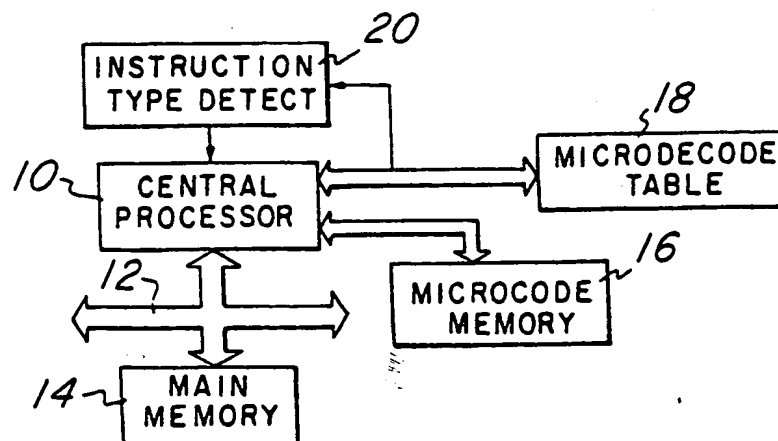 20
INSTRUCTION
TYPE DETECT
18
MICRODECODE
TABLE
10
CENTRAL
PROCESSOR
16
MICROCODE
MEMORY
12
14
MAIN
MEMORY